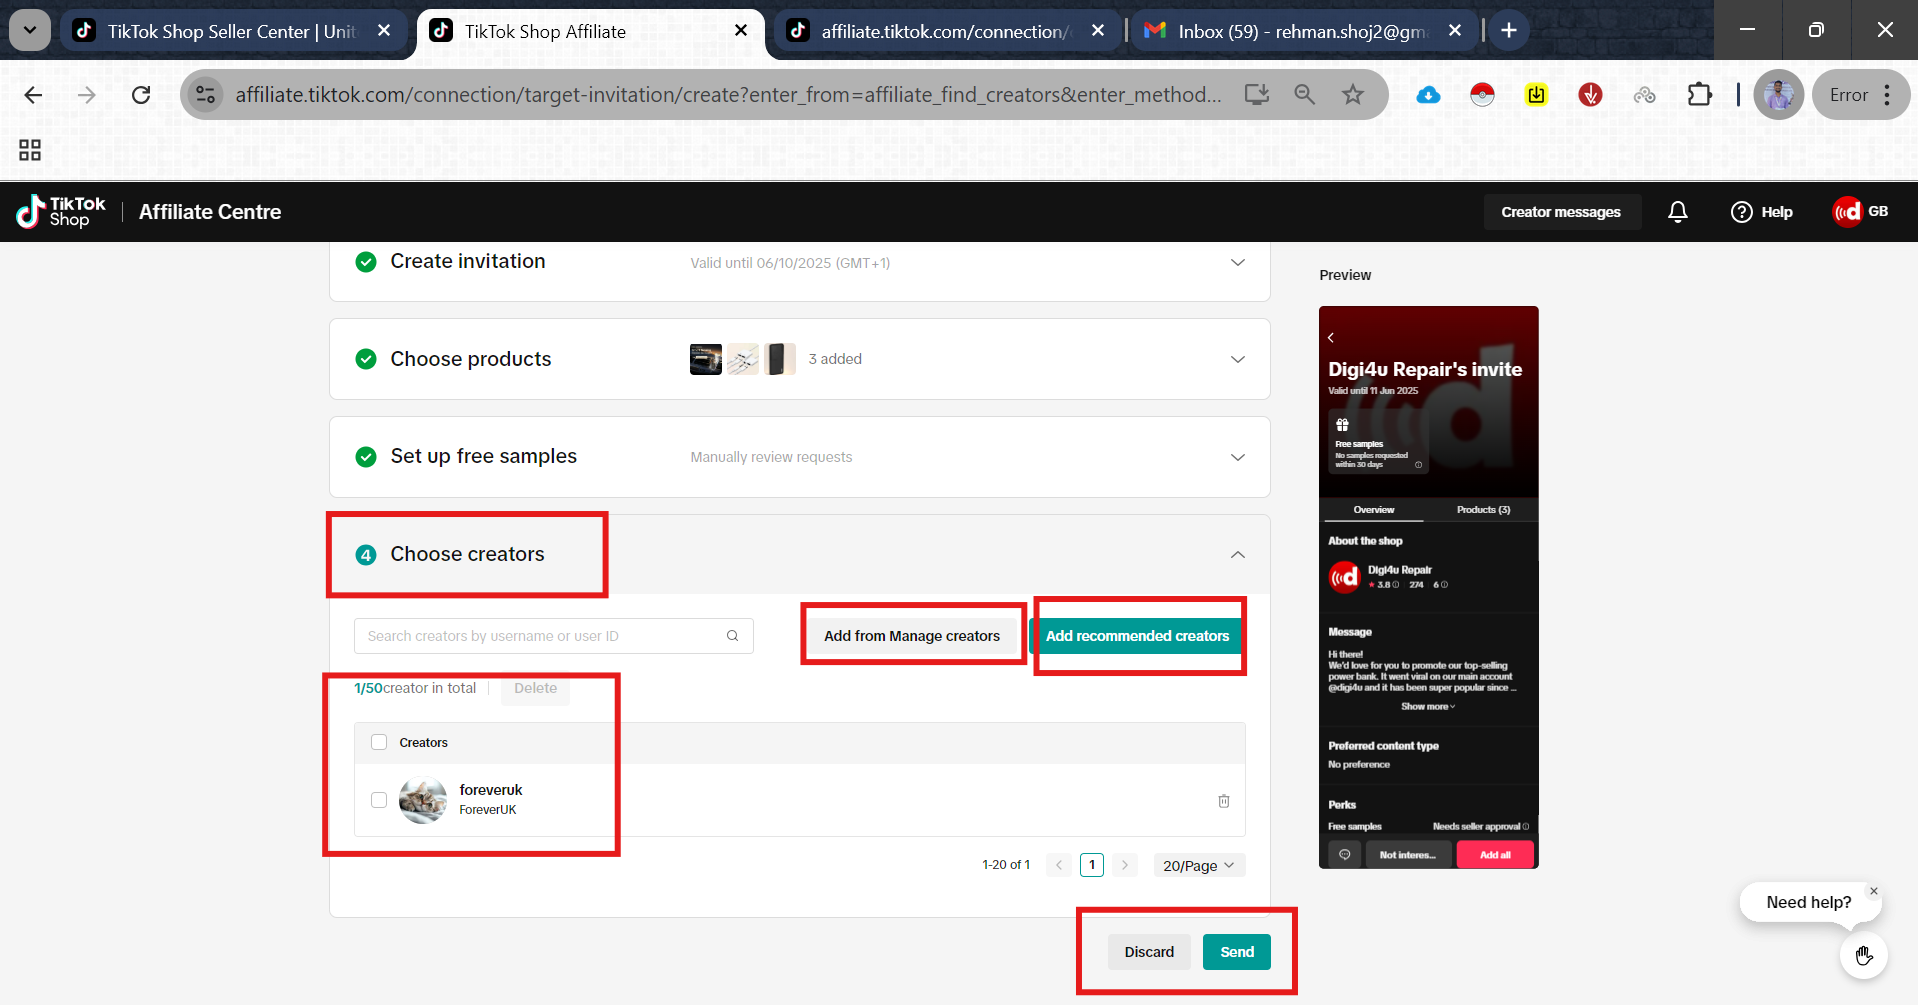 TikTok Shop Seller Center | Unit
TikTok Shop Affiliate
affiliate.tiktok.com/connection/
Inbox (59) - rehman.shoj2@gm
affiliate.tiktok.com/connection/target-invitation/create?enter_from=affiliate_find_creators&enter_method...
Error
TikTok
Shop
Affiliate Centre
Creator messages
Help
GB
Create invitation
Valid until 06/10/2025 (GMT+1)
Choose products
3 added
Set up free samples
Manually review requests
4
Choose creators
Search creators by username or user ID
Add from Manage creators
Add recommended creators
1/50creator in total
Delete
Creators
foreveruk
ForeverUK
1-20 of 1
1
20/Page
Discard
Send
Preview
Digi4u Repair's invite
Valid until 11 Jun 2025
Free samples
No samples requested
within 30 days
Overview
Products (3)
About the shop
Digi4u Repair
3.8
274
6
Message
Hi there!
We'd love for you to promote our top-selling
power bank. It went viral on our main account
@digi4u and it has been super popular since ...
Show more
Preferred content type
No preference
Perks
Free samples
Needs seller approval
Not interes...
Add all
Need help?